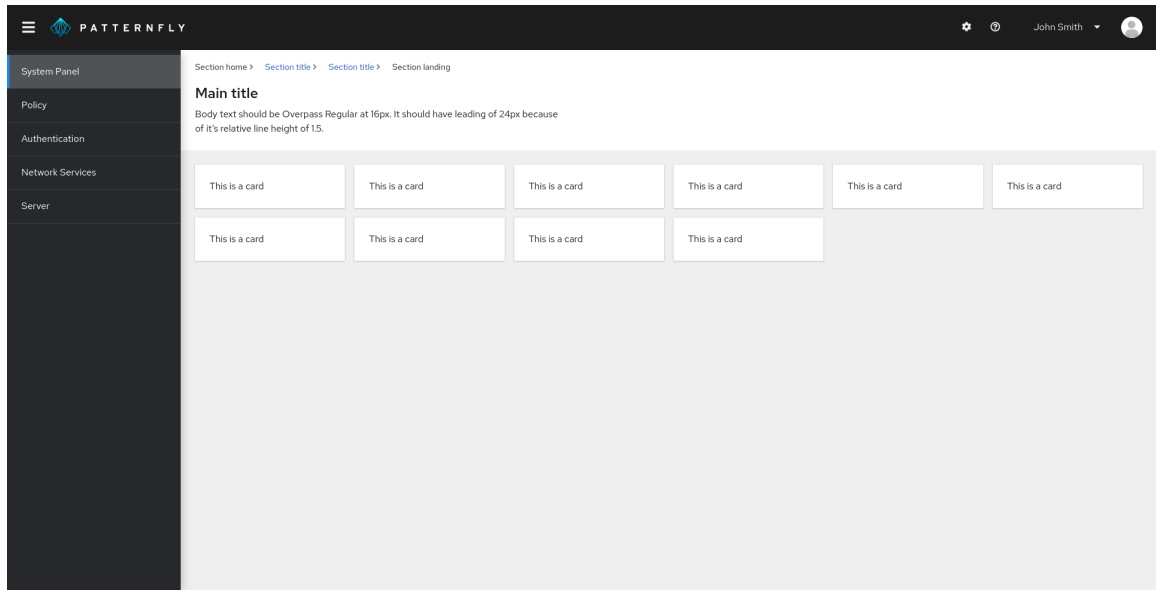 PATTERNFLY
John Smith
System Panel
Policy
Authentication
Network Services
Server
Section home > Section title > Section title > Section landing
Main title
Body text should be Overpass Regular at 16px. It should have leading of 24px because
of it's relative line height of 1.5.
This is a card This is a card This is a card This is a card This is a card This is a card
This is a card This is a card This is a card This is a card